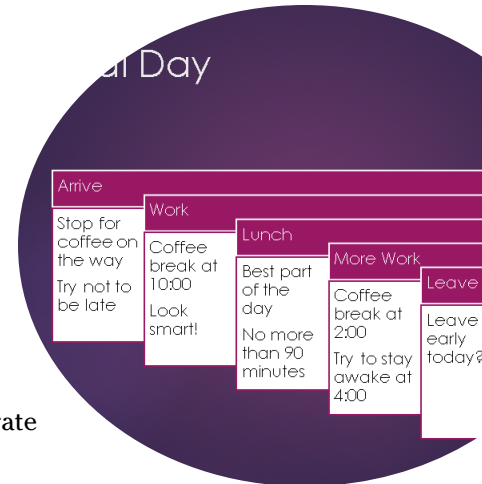 Day
Arrive
Stop for
coffee on
the way
Try not to
be late
Work
Coffee
break at
10:00
Look
smart!
Lunch
Best part
of the
day
No more
than 90
minutes
More Work
Coffee
break at
2:00
Try to stay
awake at
4:00
Leave
Leave
early
today?